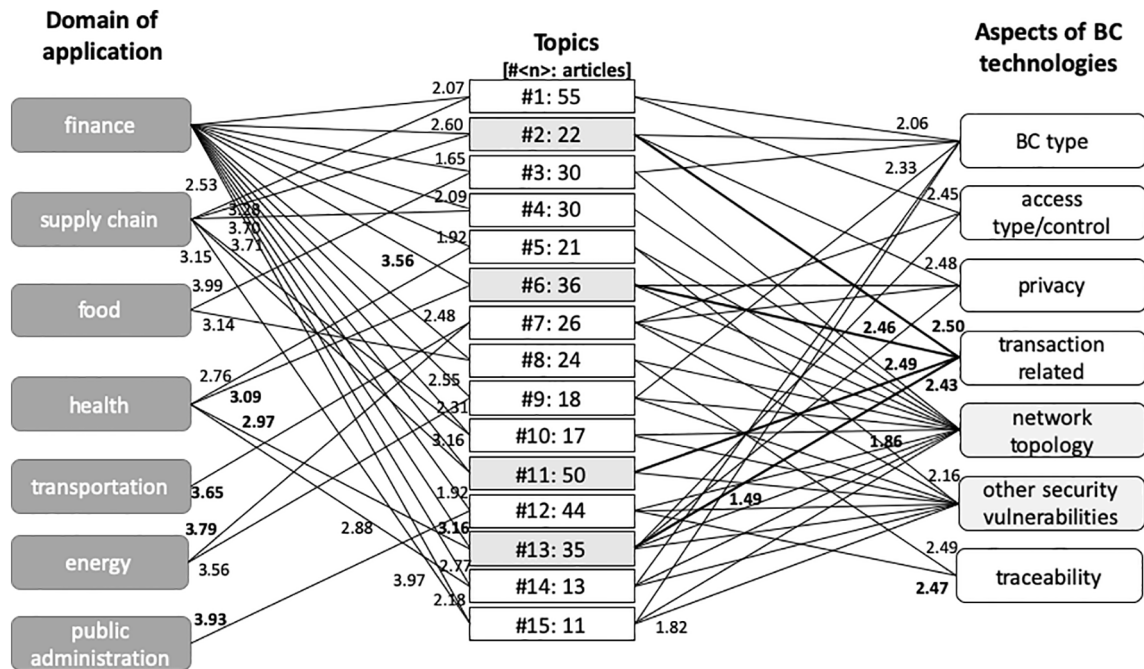 Domain of
application
Topics
[#<n>: articles]
Aspects of BC
technologies
finance
supply chain
food
health
transportation
energy
public
administration
2.53
3.28
3.70
3.71
3.15
3.99
3.14
2.76
3.09
2.97
3.65
3.79
3.56
3.93
2.07
2.60
1.65
2.09
1.92
3.56
2.48
2.55
2.31
3.16
1.92
3.16
2.88
2.77
3.97
2.18
#1: 55
#2: 22
#3: 30
#4: 30
#5: 21
#6: 36
#7: 26
#8: 24
#9: 18
#10: 17
#11: 50
#12: 44
#13: 35
#14: 13
#15: 11
2.06
2.33
2.45
2.48
2.46
2.50
2.49
2.43
1.86
2.16
1.49
2.49
2.47
1.82
BC type
access
type/control
privacy
transaction
related
network
topology
other security
vulnerabilities
traceability